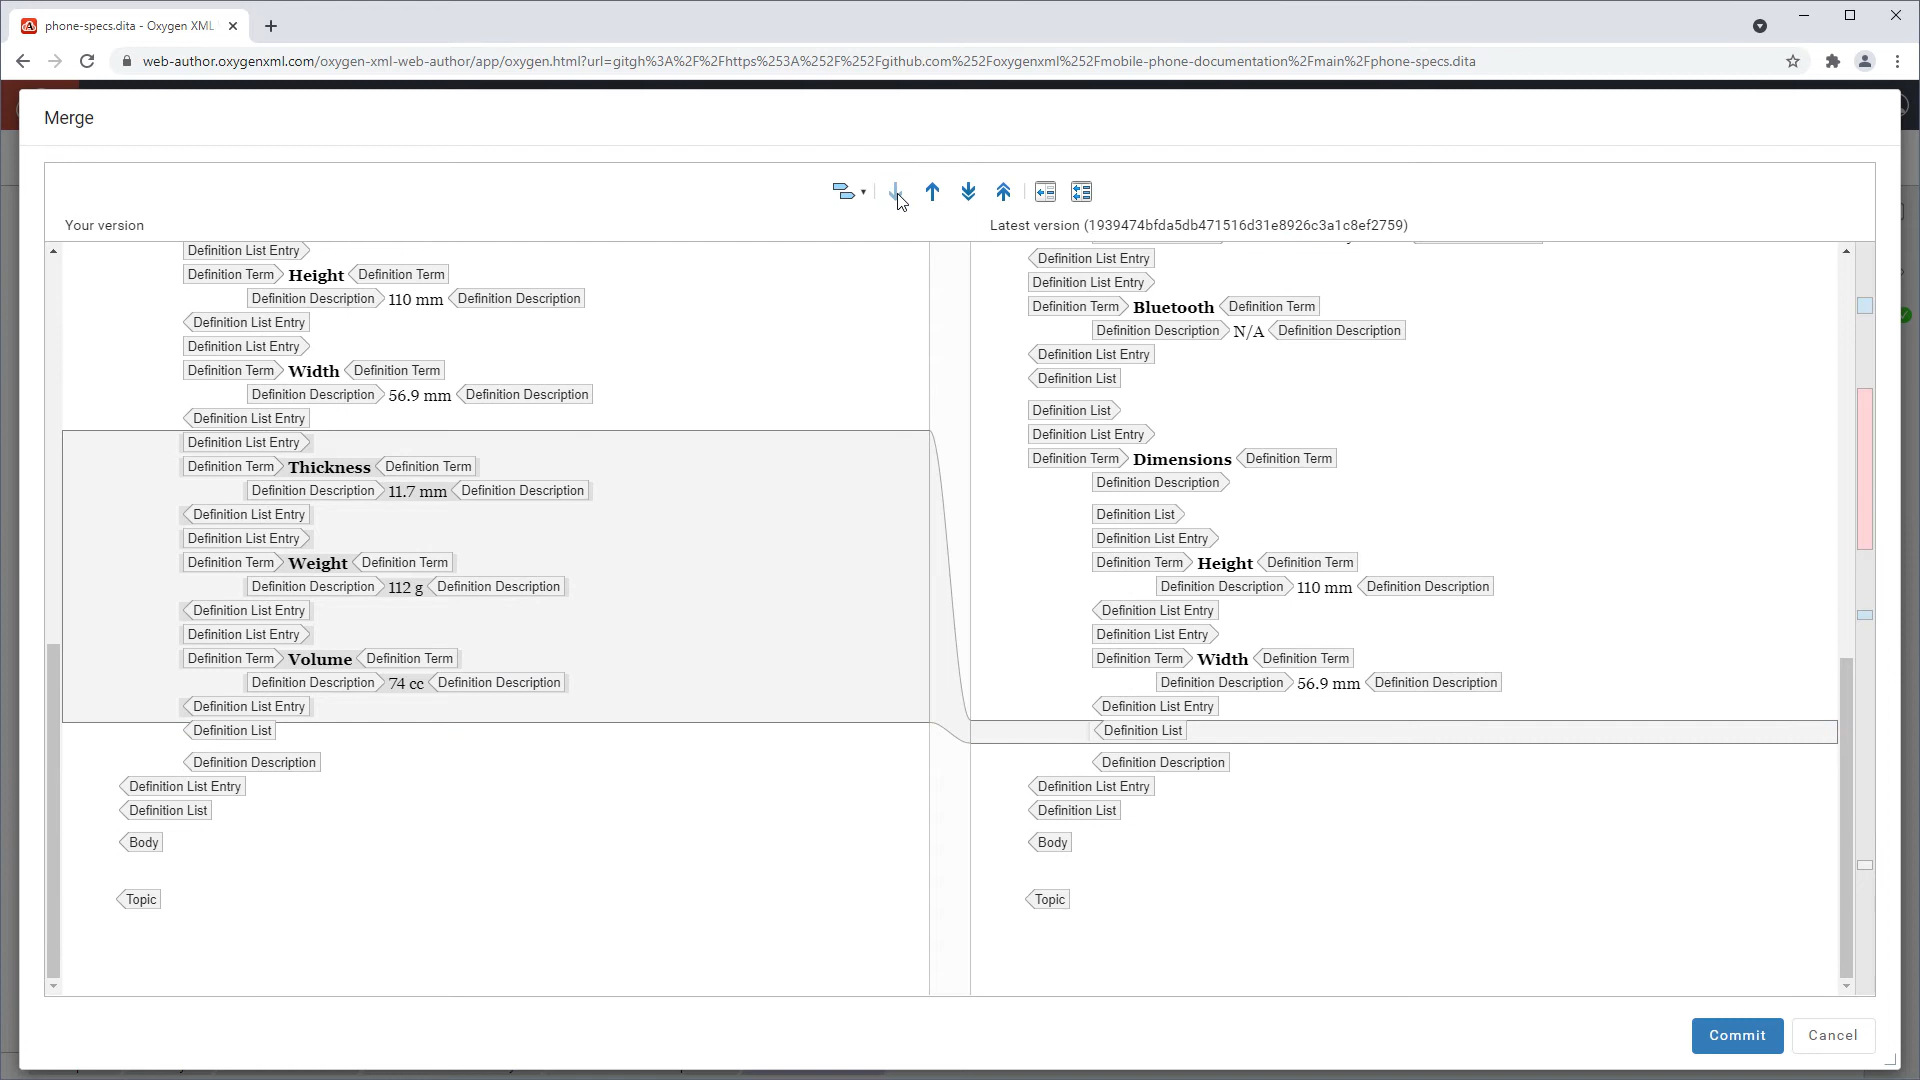 phone-specs.dita - Oxygen XML
web-author.oxygenxml.com/oxygen-xml-web-author/app/oxygen.html?url=gitgh%3A%2F%2Fhttps%253A%252F%252Fgithub.com%252Foxygenxml%252Fmobile-phone-documentation%2Fmain%2Fphone-specs.dita
Merge
Your version
Latest version (1939474bfda5db471516d31e8926c3a1c8ef2759)
Definition List Entry
Definition Term Height Definition Term
Definition Description 110 mm Definition Description
Definition List Entry
Definition List Entry
Definition Term Width Definition Term
Definition Description 56.9 mm Definition Description
Definition List Entry
Definition List Entry
Definition Term Thickness Definition Term
Definition Description 11.7 mm Definition Description
Definition List Entry
Definition List Entry
Definition Term Weight Definition Term
Definition Description 112 g Definition Description
Definition List Entry
Definition List Entry
Definition Term Volume Definition Term
Definition Description 74 cc Definition Description
Definition List Entry
Definition List
Definition Description
Definition List Entry
Definition List
Body
Topic
Definition List Entry
Definition List Entry
Definition Term Bluetooth Definition Term
Definition Description N/A Definition Description
Definition List Entry
Definition List
Definition List
Definition List Entry
Definition Term Dimensions Definition Term
Definition Description
Definition List
Definition List Entry
Definition Term Height Definition Term
Definition Description 110 mm Definition Description
Definition List Entry
Definition List Entry
Definition Term Width Definition Term
Definition Description 56.9 mm Definition Description
Definition List Entry
Definition List
Definition Description
Definition List Entry
Definition List
Body
Topic
Commit
Cancel